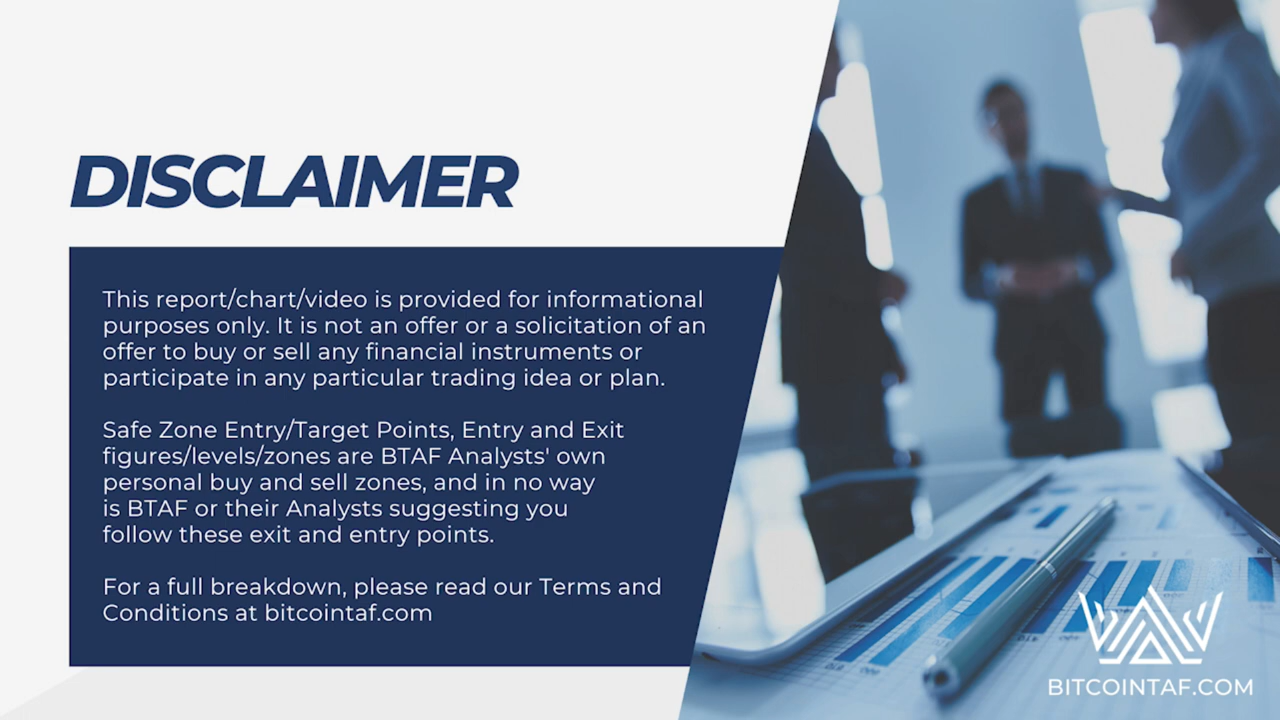 DISCLAIMER
This report/chart/video is provided for informational
purposes only. It is not an offer or a solicitation of an
offer to buy or sell any financial instruments or
participate in any particular trading idea or plan.
Safe Zone Entry/Target Points, Entry and Exit
figures/levels/zones are BTAF Analysts' own
personal buy and sell zones, and in no way
is BTAF or their Analysts suggesting you
follow these exit and entry points.
For a full breakdown, please read our Terms and
Conditions at bitcointaf.com
BITCOINTAF.COM